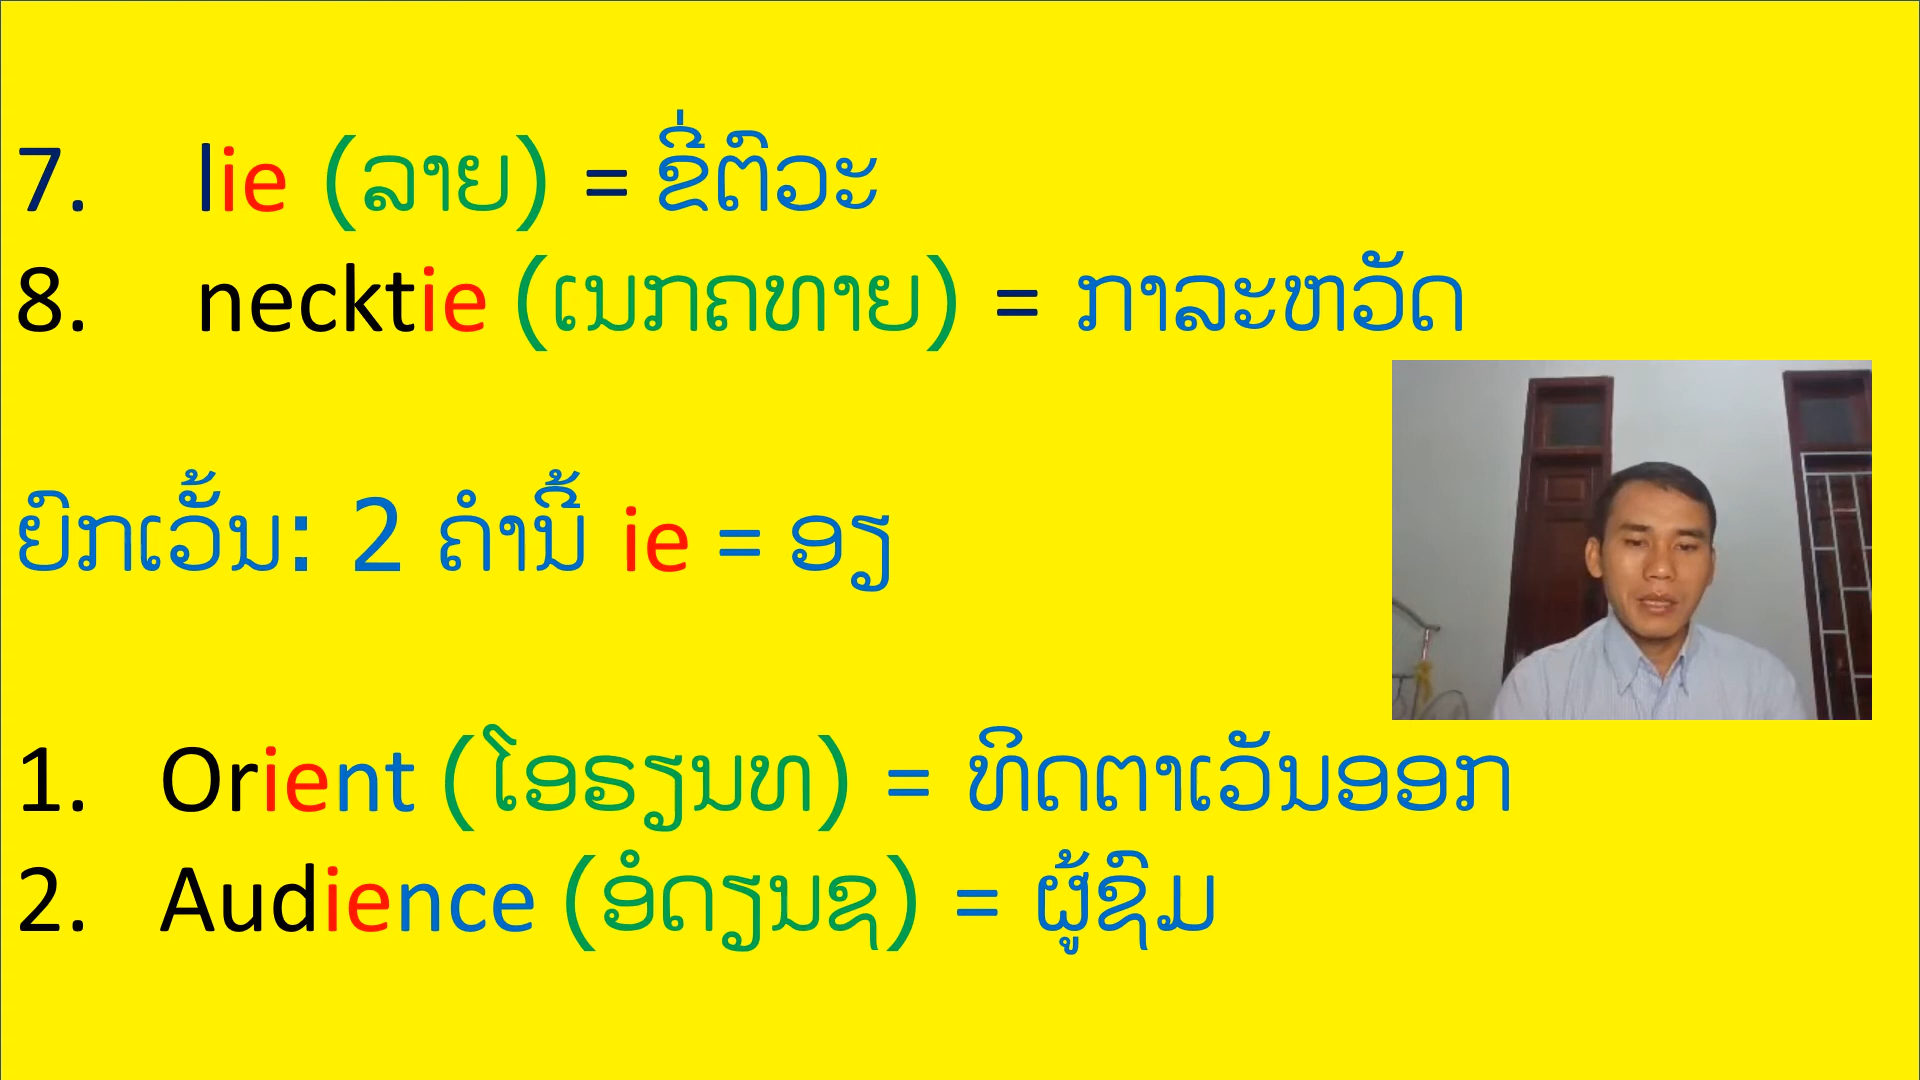 7. lie (ລາຍ) = ຂີ່ຕົວະ
8. necktie (ເນກຄທາຍ) = ກາລະຫວັດ
ຍົກເວັ້ນ: 2 ຄໍານີ້ ie = ອຽ
1. Orient (ໂອຣຽນທ) = ທິດຕາເວັນອອກ
2. Audience (ອໍດຽນຊ) = ຜູ້ຊົມ